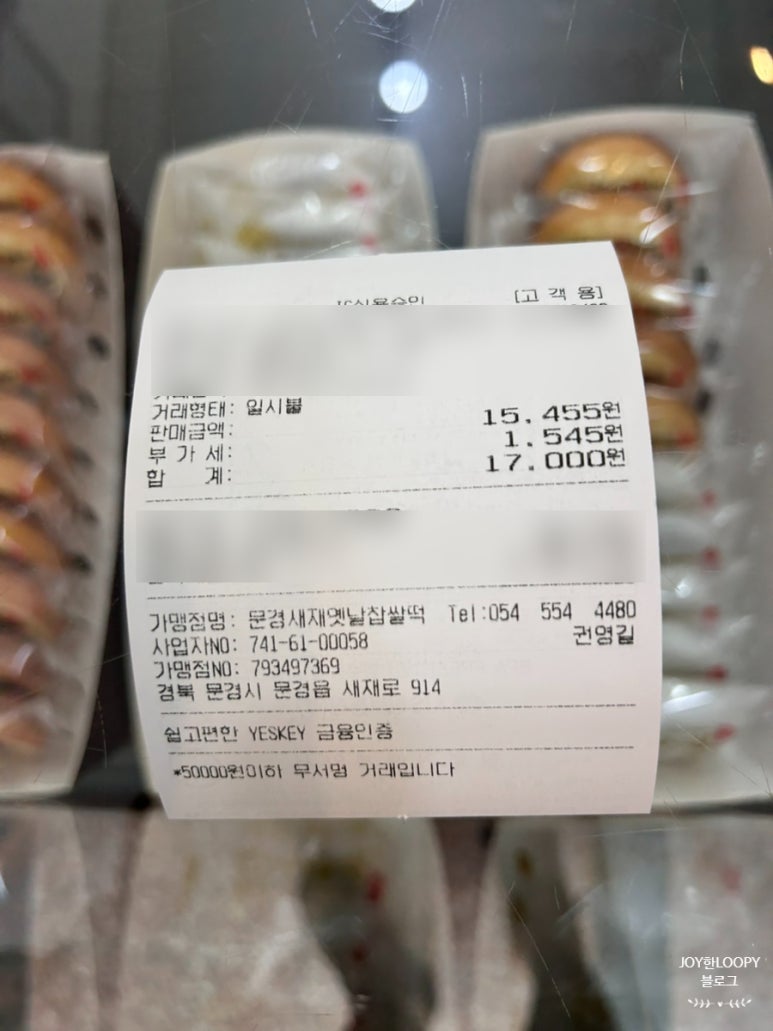 IC신용승인 [고 객 용]
거래형태: 일시불
판매금액: 15,455원
부 가 세: 1,545원
합 계: 17,000원
가맹점명: 문경새재옛날찹쌀떡 Tel:054 554 4480
사업자NO: 741-61-00058 권영길
가맹점NO: 793497369
경북 문경시 문경읍 새재로 914
쉽고편한 YESKEY 금융인증
*50000원이하 무서명 거래입니다
JOY한LOOPY
블로그